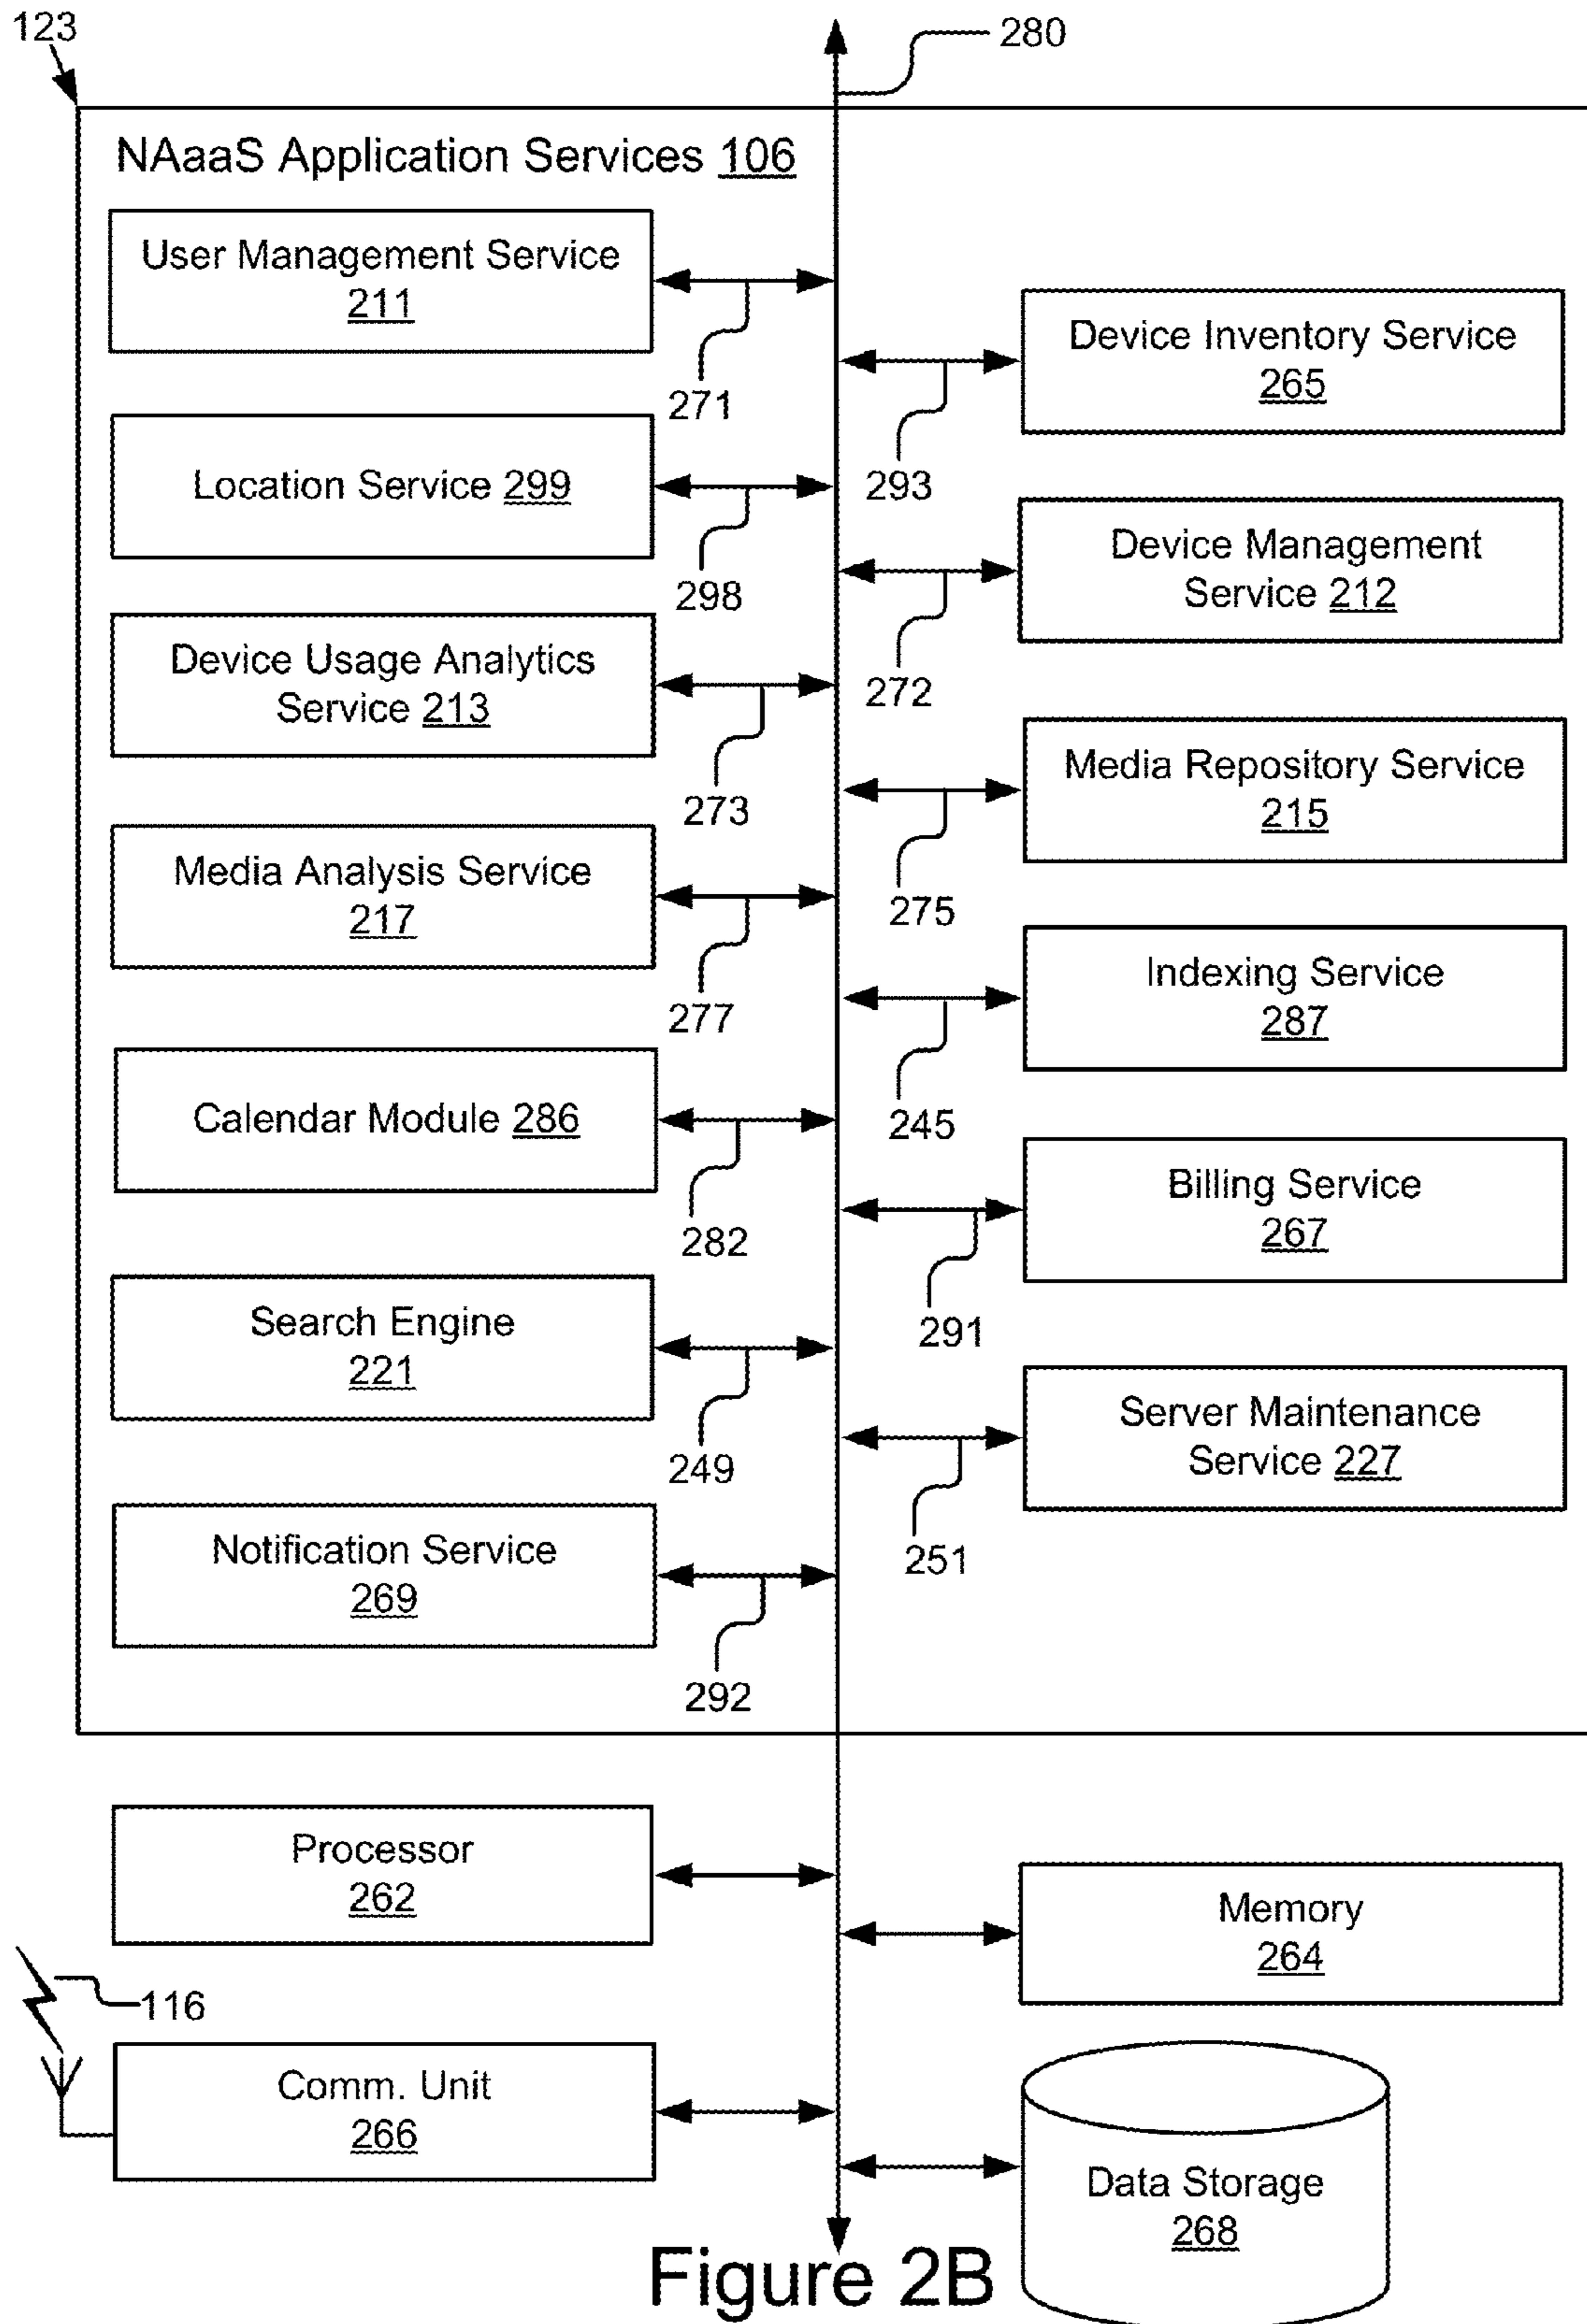 123
280
NAaaS Application Services 106
User Management Service
211
271
Device Inventory Service
265
293
Location Service 299
298
Device Management
Service 212
272
Device Usage Analytics
Service 213
273
Media Repository Service
215
275
Media Analysis Service
217
277
Indexing Service
287
245
Calendar Module 286
282
Billing Service
267
291
Search Engine
221
249
Server Maintenance
Service 227
251
Notification Service
269
292
Processor
262
Memory
264
116
Comm. Unit
266
Data Storage
268
Figure 2B